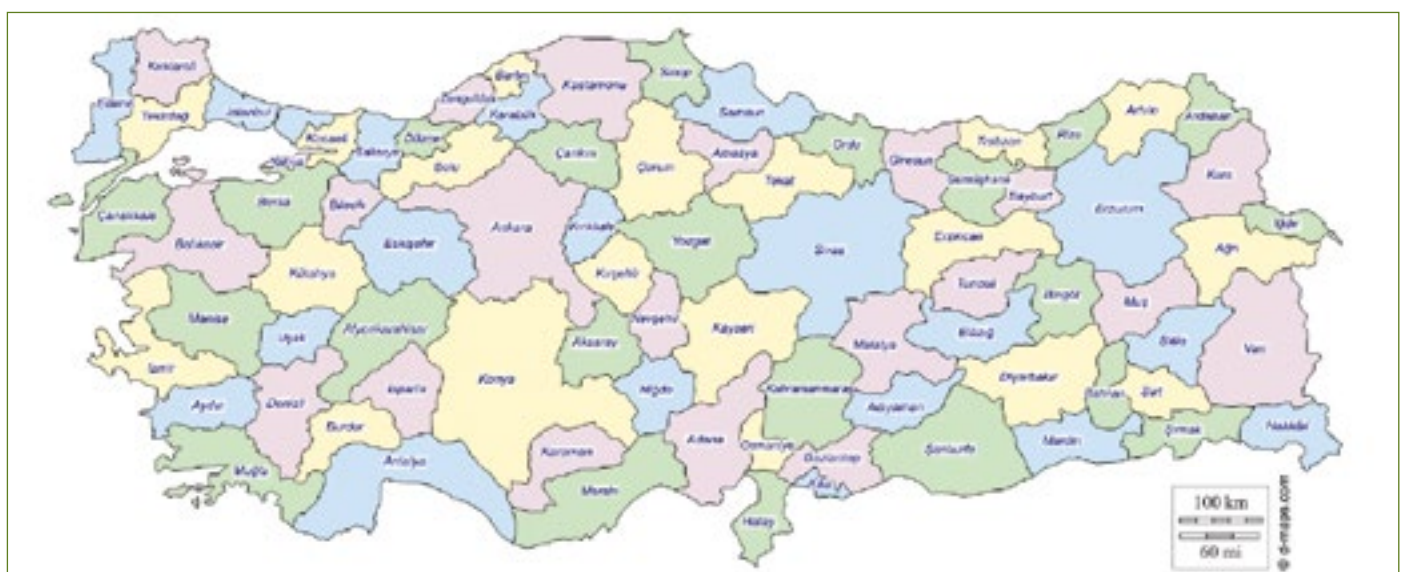 Kırklareli
Edirne
Tekirdağ
İstanbul
Kocaeli
Yalova
Sakarya
Düzce
Bolu
Zonguldak
Bartın
Karabük
Kastamonu
Sinop
Çankırı
Samsun
Çorum
Amasya
Ordu
Tokat
Giresun
Trabzon
Gümüşhane
Bayburt
Rize
Artvin
Ardahan
Kars
Erzurum
Iğdır
Ağrı
Çanakkale
Balıkesir
Bursa
Bilecik
Eskişehir
Ankara
Kırıkkale
Yozgat
Sivas
Erzincan
Tunceli
Bingöl
Muş
Kütahya
Kırşehir
Manisa
Uşak
Afyonkarahisar
Nevşehir
Kayseri
Malatya
Elazığ
Bitlis
Van
İzmir
Aksaray
Konya
Niğde
Isparta
Denizli
Aydın
Burdur
Kahramanmaraş
Adıyaman
Diyarbakır
Batman
Siirt
Şırnak
Hakkâri
Mardin
Şanlıurfa
Gaziantep
Kilis
Osmaniye
Adana
Karaman
Mersin
Antalya
Muğla
Hatay
100 km
60 mi
© d-maps.com